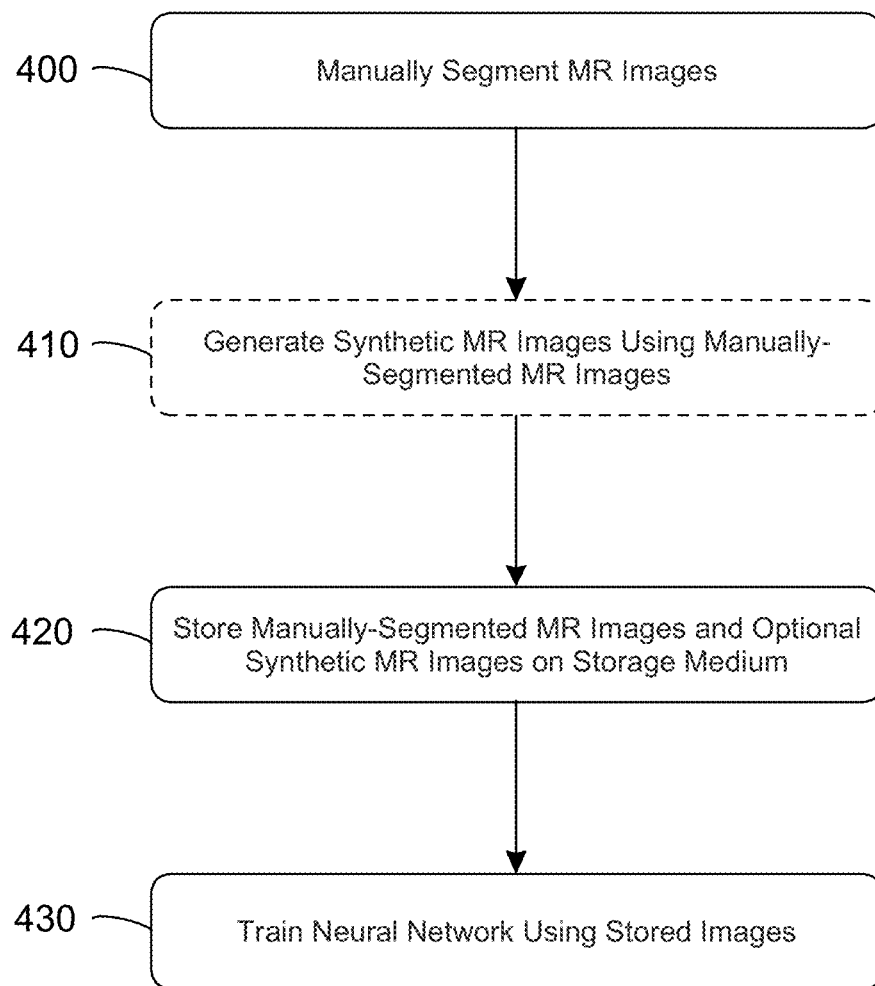 400
Manually Segment MR Images
410
Generate Synthetic MR Images Using Manually-
Segmented MR Images
420
Store Manually-Segmented MR Images and Optional
Synthetic MR Images on Storage Medium
430
Train Neural Network Using Stored Images